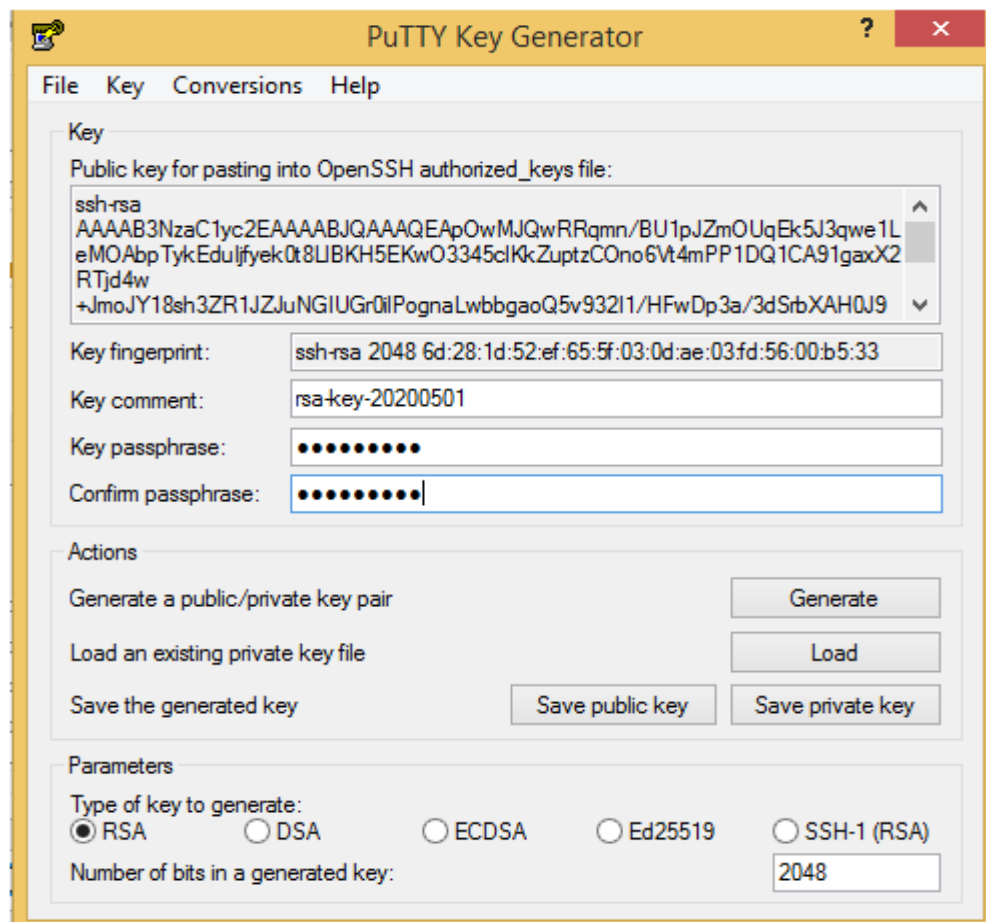 PuTTY Key Generator
?
File Key Conversions Help
Key
Public key for pasting into OpenSSH authorized_keys file:
ssh-rsa
AAAAB3NzaC1yc2EAAAABJQAAAQEApOwMJQwRRqmn/BU1pJZmOUqEk5J3qwe1L
eMOAbpTykEduljfyek0t8LIBKH5EKwO3345clKkZuptzCOno6Vt4mPP1DQ1CA91gaxX2
RTjd4w
+JmoJY18sh3ZR1JZJuNGIUGr0ilPognaLwbbgaoQ5v932I1/HFwDp3a/3dSrbXAH0J9
Key fingerprint: ssh-rsa 2048 6d:28:1d:52:ef:65:5f:03:0d:ae:03:fd:56:00:b5:33
Key comment: rsa-key-20200501
Key passphrase: ●●●●●●●●●
Confirm passphrase: ●●●●●●●●●
Actions
Generate a public/private key pair Generate
Load an existing private key file Load
Save the generated key Save public key Save private key
Parameters
Type of key to generate:
RSA DSA ECDSA Ed25519 SSH-1 (RSA)
Number of bits in a generated key: 2048